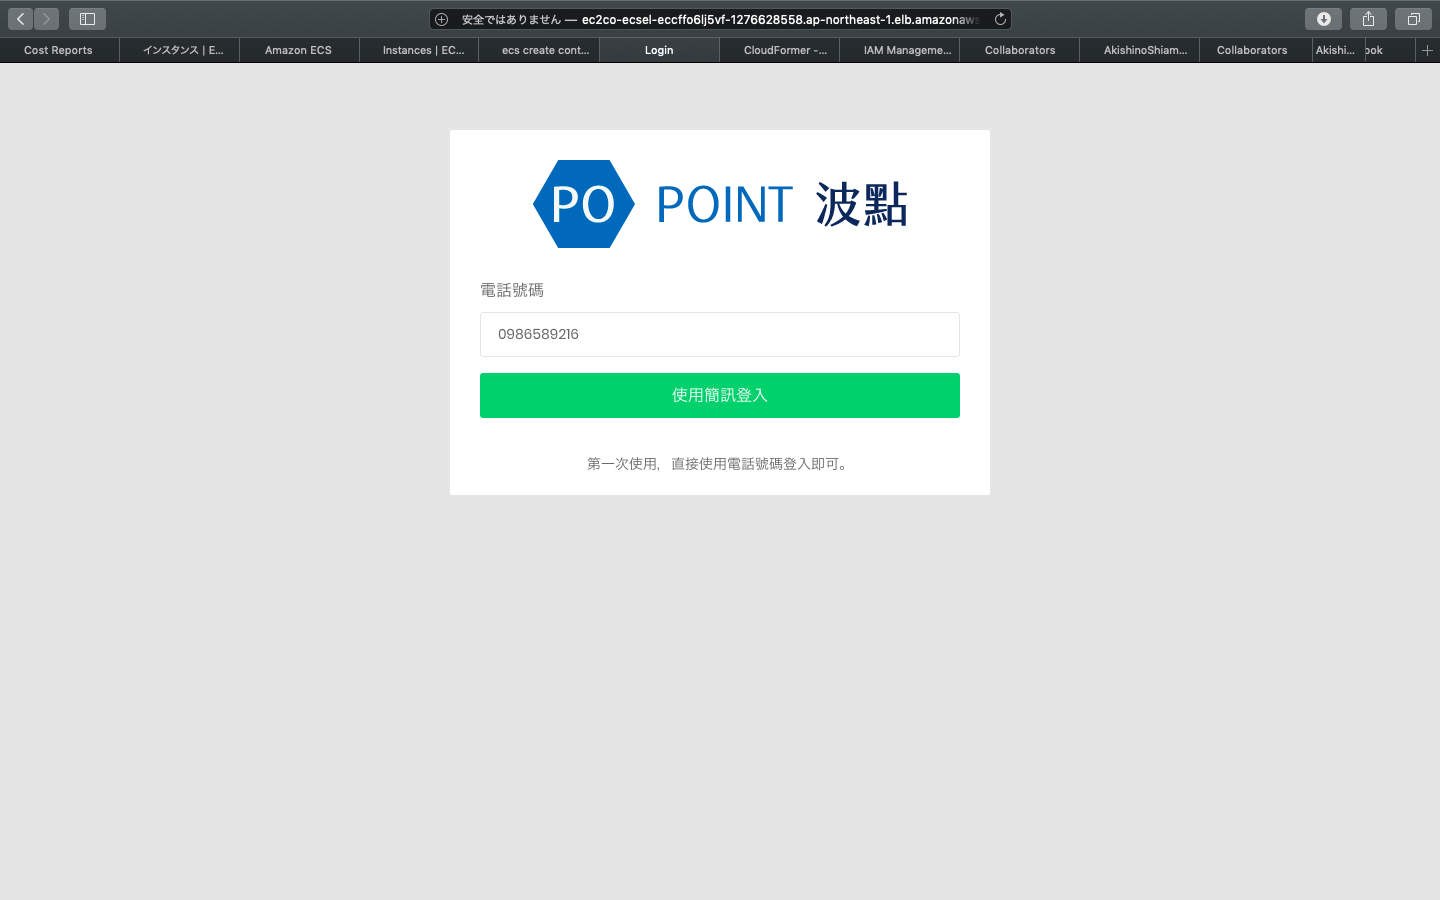 安全ではありません — ec2co-ecsel-eccffo6lj5vf-1276628558.ap-northeast-1.elb.amazonaws
Cost Reports
インスタンス | E...
Amazon ECS
Instances | EC...
ecs create cont...
Login
CloudFormer -...
IAM Manageme...
Collaborators
AkishinoShiam...
Collaborators
Akishi...
ook
PO POINT 波點
電話號碼
0986589216
使用簡訊登入
第一次使用，直接使用電話號碼登入即可。